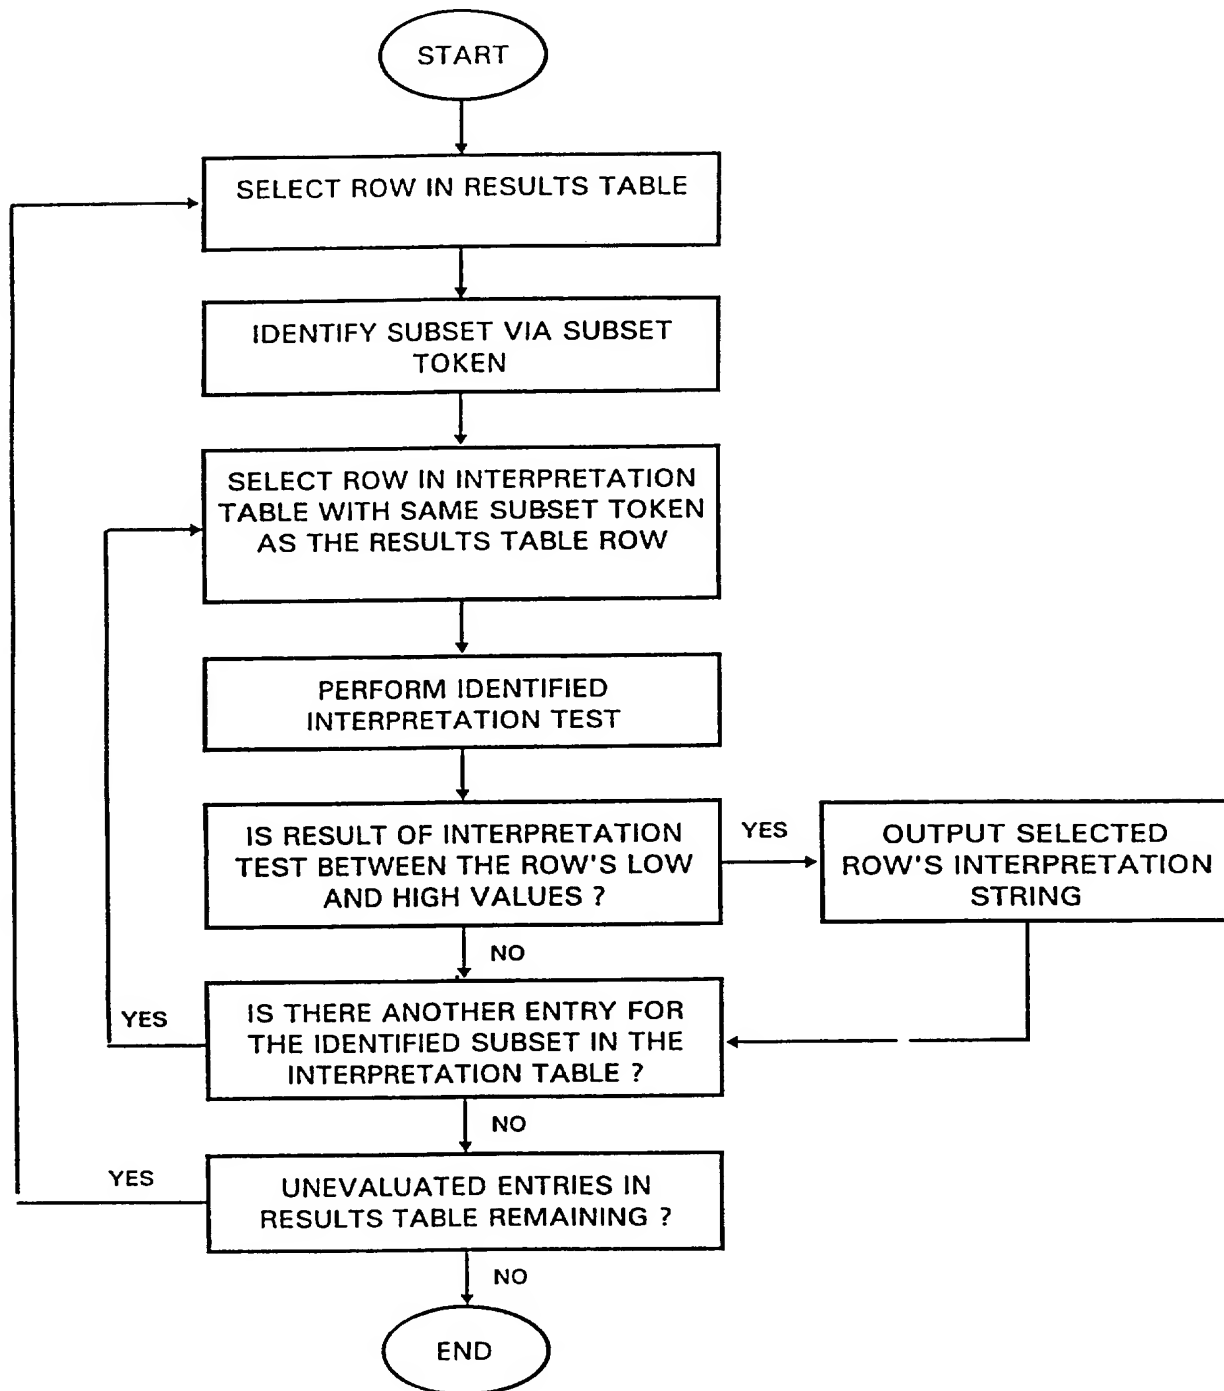 START
SELECT ROW IN RESULTS TABLE
IDENTIFY SUBSET VIA SUBSET
TOKEN
SELECT ROW IN INTERPRETATION
TABLE WITH SAME SUBSET TOKEN
AS THE RESULTS TABLE ROW
PERFORM IDENTIFIED
INTERPRETATION TEST
IS RESULT OF INTERPRETATION
TEST BETWEEN THE ROW'S LOW
AND HIGH VALUES ?
YES
OUTPUT SELECTED
ROW'S INTERPRETATION
STRING
NO
YES
IS THERE ANOTHER ENTRY FOR
THE IDENTIFIED SUBSET IN THE
INTERPRETATION TABLE ?
NO
YES
UNEVALUATED ENTRIES IN
RESULTS TABLE REMAINING ?
NO
END